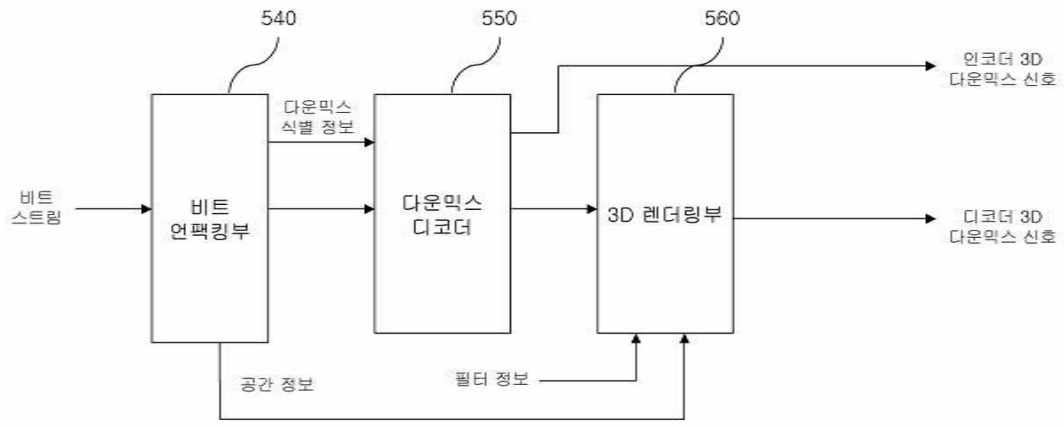 540
550
560
인코더 3D
다운믹스 신호
다운믹스
식별 정보
비트
스트림
비트
언팩킹부
다운믹스
디코더
3D 렌더링부
디코더 3D
다운믹스 신호
공간 정보
필터 정보